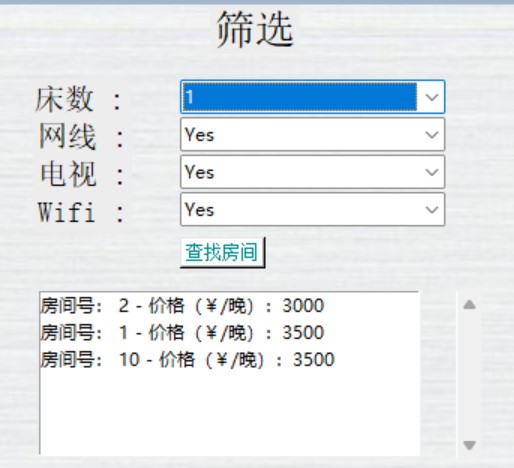 筛选
床数 : 1
网线 : Yes
电视 : Yes
Wifi : Yes
查找房间
房间号: 2 - 价格（¥/晚）: 3000
房间号: 1 - 价格（¥/晚）: 3500
房间号: 10 - 价格（¥/晚）: 3500